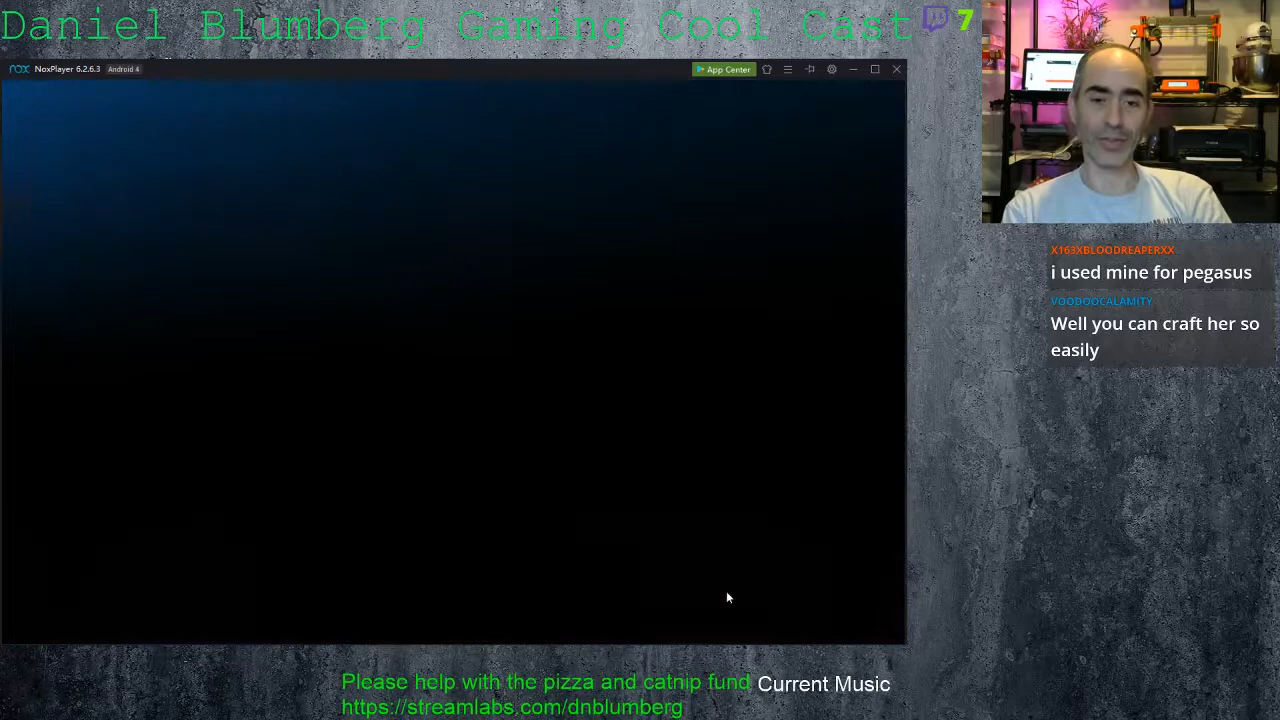 Daniel Blumberg Gaming Cool Cast 7
nox NoxPlayer 6.2.6.3 Android 4 App Center
X163XBLOODREAPERXX
i used mine for pegasus
VOODOOCALAMITY
Well you can craft her so
easily
Please help with the pizza and catnip fund Current Music
https://streamlabs.com/dnblumberg